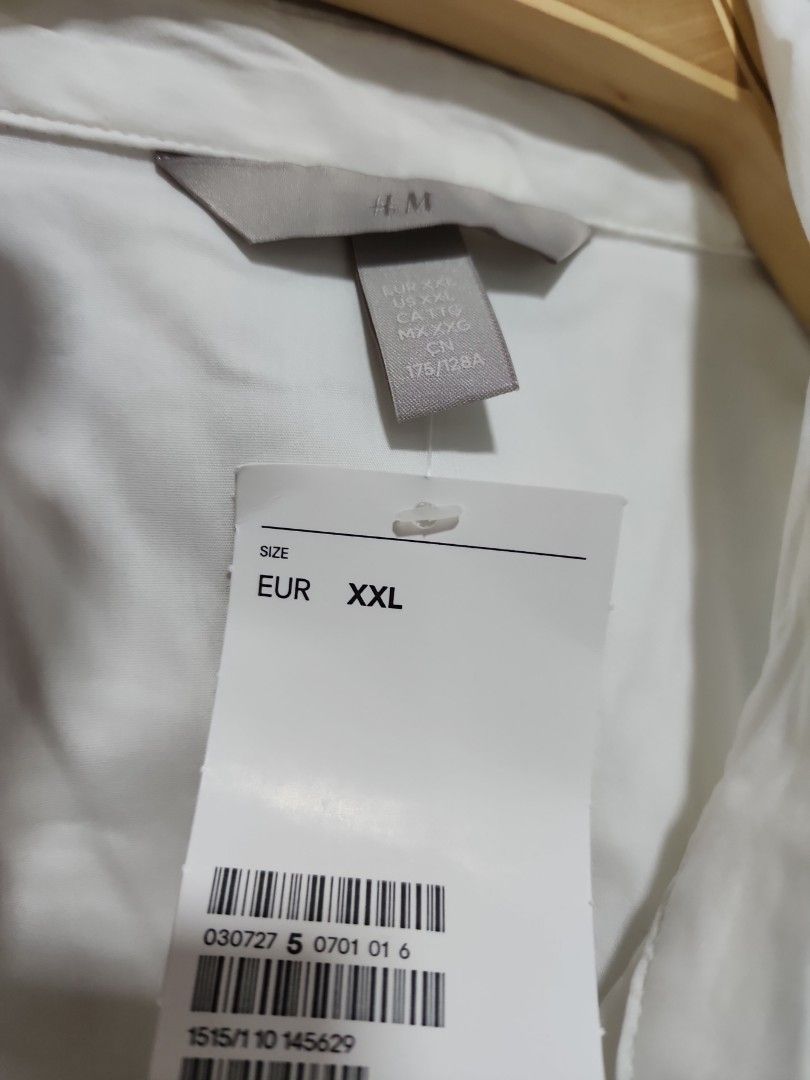 H&M
EUR XXL
US XXL
CA TTG
MX XXG
CN
175/128A
SIZE
EUR XXL
030727 5 0701 01 6
1515/1 10 145629